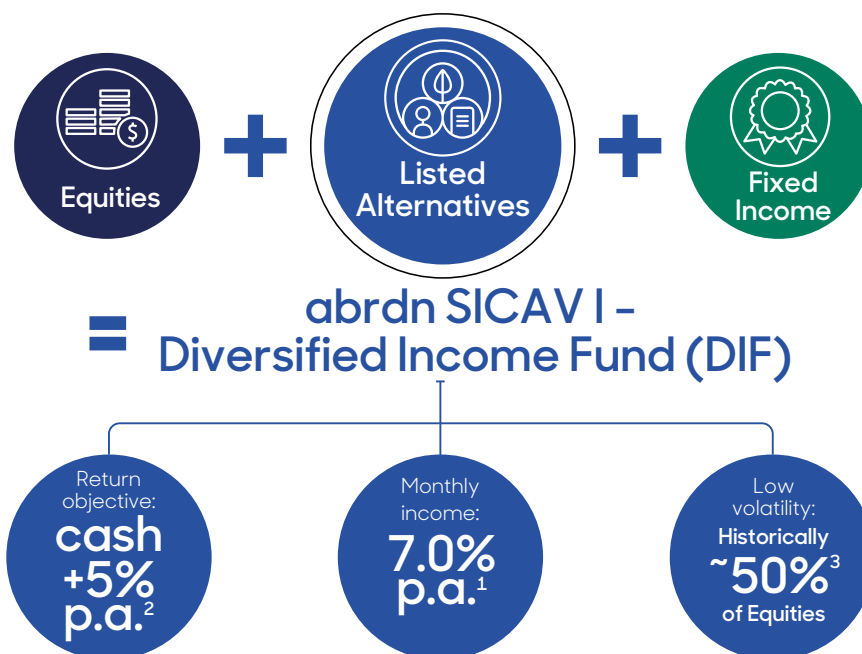 $
Equities
+
Listed
Alternatives
+
Fixed
Income
=
abrdn SICAV I -
Diversified Income Fund (DIF)
Return
objective:
cash
+5%
p.a.²
Monthly
income:
7.0%
p.a.¹
Low
volatility:
Historically
~50%³
of Equities